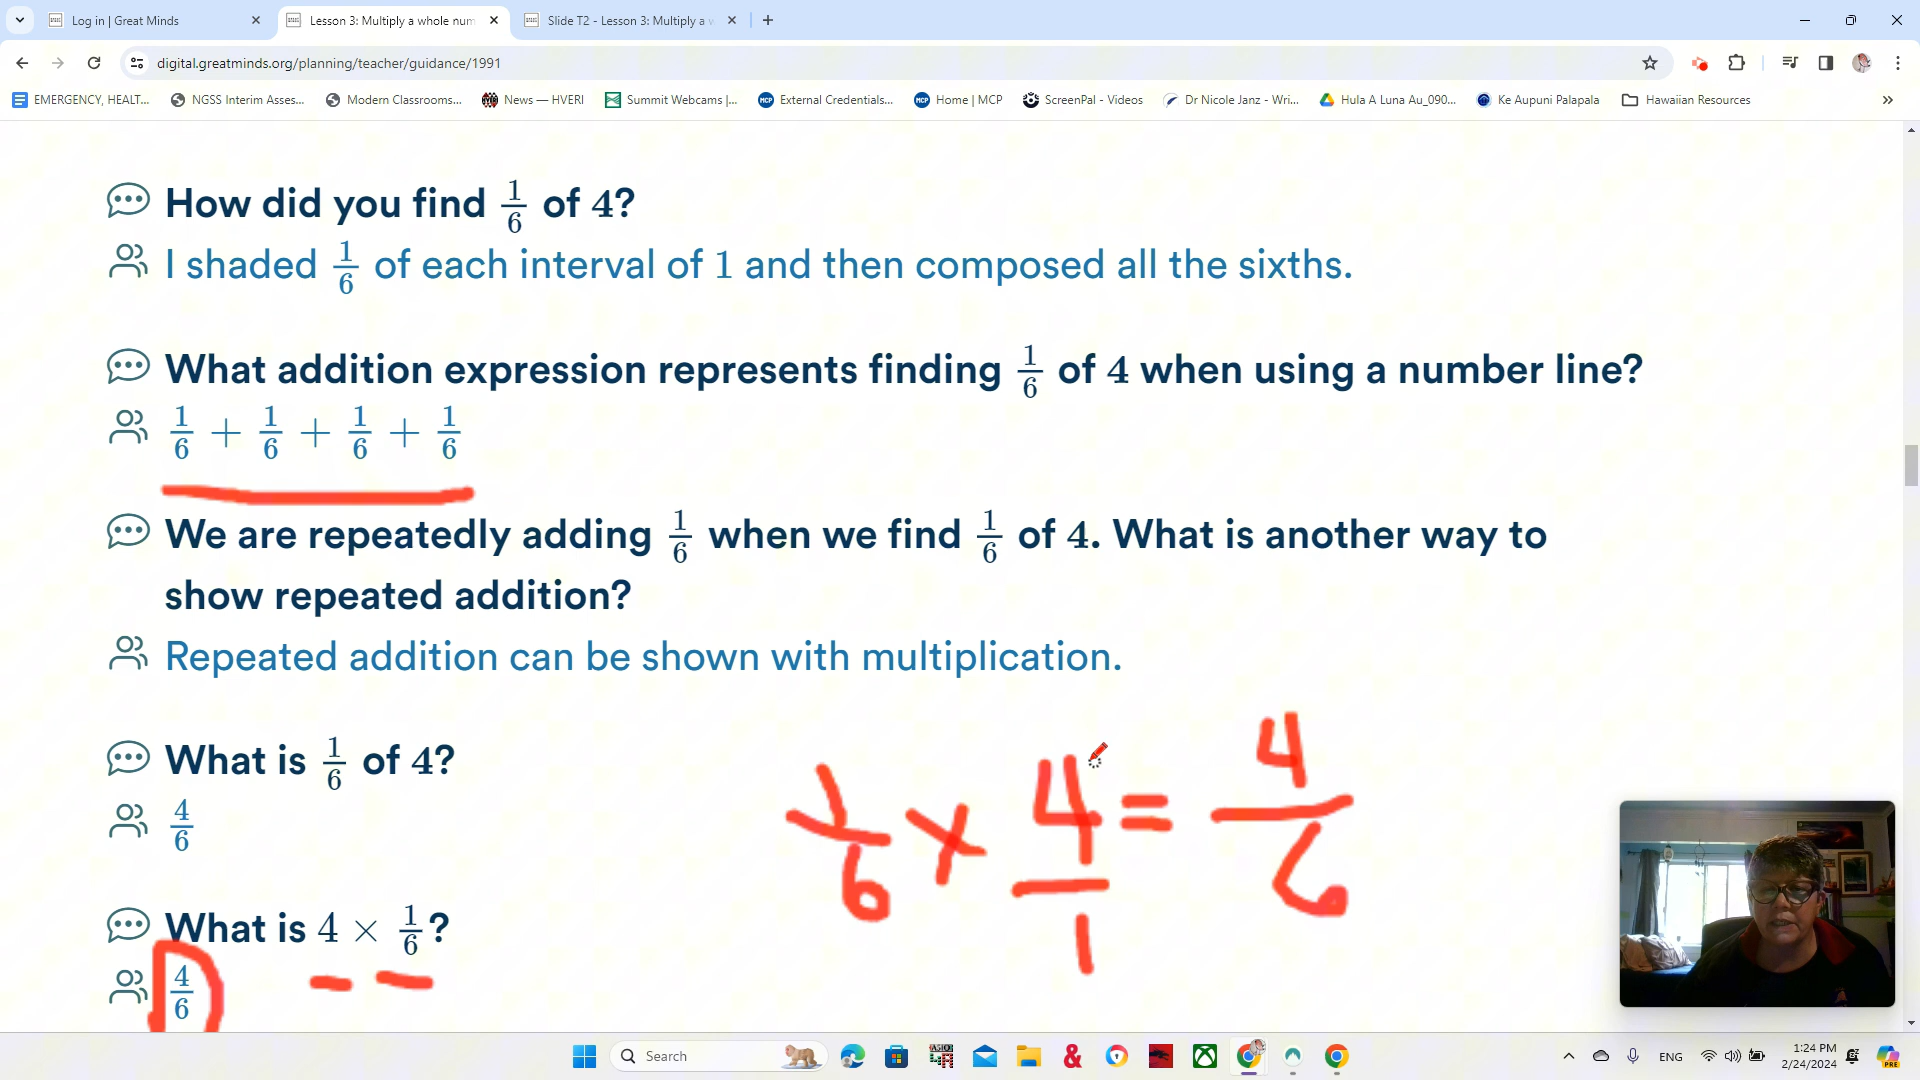 Log in | Great Minds
Lesson 3: Multiply a whole num
Slide T2 - Lesson 3: Multiply a w
digital.greatminds.org/planning/teacher/guidance/1991
EMERGENCY, HEALT...
NGSS Interim Asses...
Modern Classrooms...
News — HVERI
Summit Webcams |...
External Credentials...
Home | MCP
ScreenPal - Videos
Dr Nicole Janz - Wri...
Hula A Luna Au_090...
Ke Aupuni Palapala
Hawaiian Resources
How did you find 1/6 of 4?
I shaded 1/6 of each interval of 1 and then composed all the sixths.
What addition expression represents finding 1/6 of 4 when using a number line?
1/6 + 1/6 + 1/6 + 1/6
We are repeatedly adding 1/6 when we find 1/6 of 4. What is another way to
show repeated addition?
Repeated addition can be shown with multiplication.
What is 1/6 of 4?
4/6
1/6 x 4/1 = 4/6
What is 4 × 1/6?
4/6
Search
ENG
1:24 PM
2/24/2024